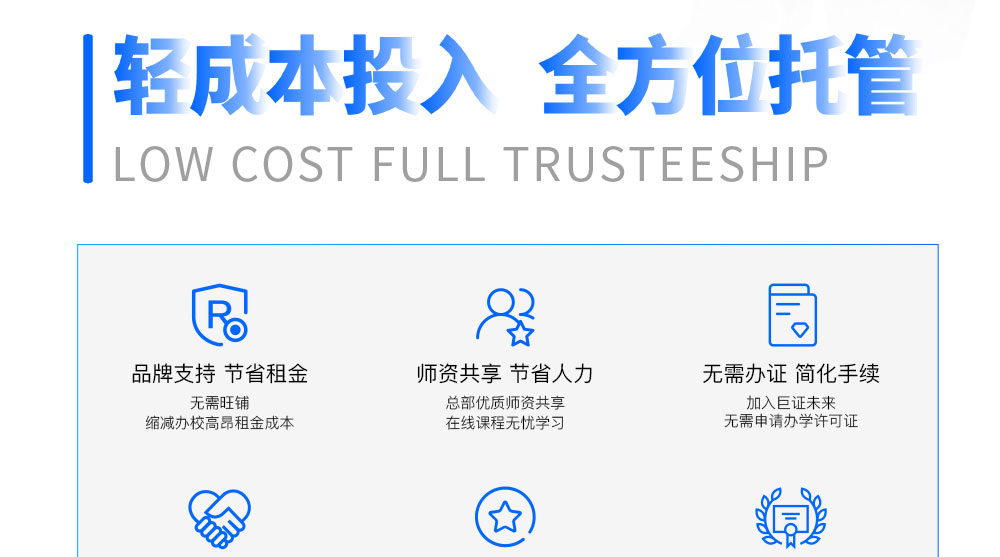 轻成本投入 全方位托管
LOW COST FULL TRUSTEESHIP
R
品牌支持 节省租金
无需旺铺
缩减办校高昂租金成本
师资共享 节省人力
总部优质师资共享
在线课程无忧学习
无需办证 简化手续
加入巨证未来
无需申请办学许可证